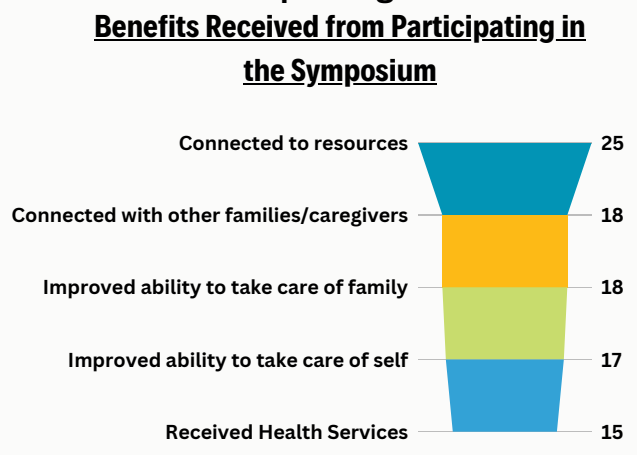 Benefits Received from Participating in
the Symposium
Connected to resources 25
Connected with other families/caregivers 18
Improved ability to take care of family 18
Improved ability to take care of self 17
Received Health Services 15